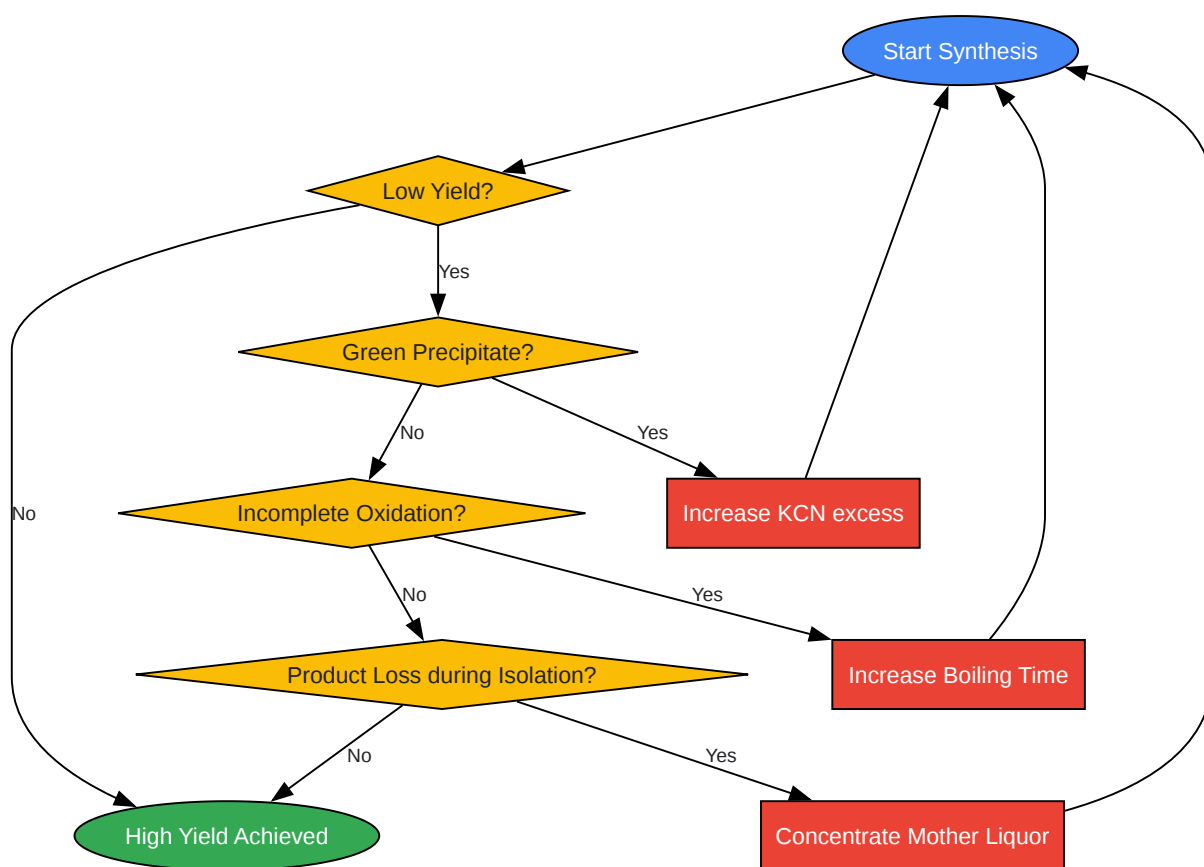 Start Synthesis
Low Yield?
Yes
Green Precipitate?
No
Yes
Increase KCN excess
No
Incomplete Oxidation?
No
Yes
Increase Boiling Time
Product Loss during Isolation?
No
Yes
High Yield Achieved
Concentrate Mother Liquor